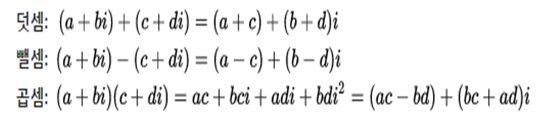 덧셈: (a + bi) + (c + di) = (a + c) + (b + d)i
뺄셈: (a + bi) − (c + di) = (a − c) + (b − d)i
곱셈: (a + bi)(c + di) = ac + bci + adi + bdi² = (ac − bd) + (bc + ad)i